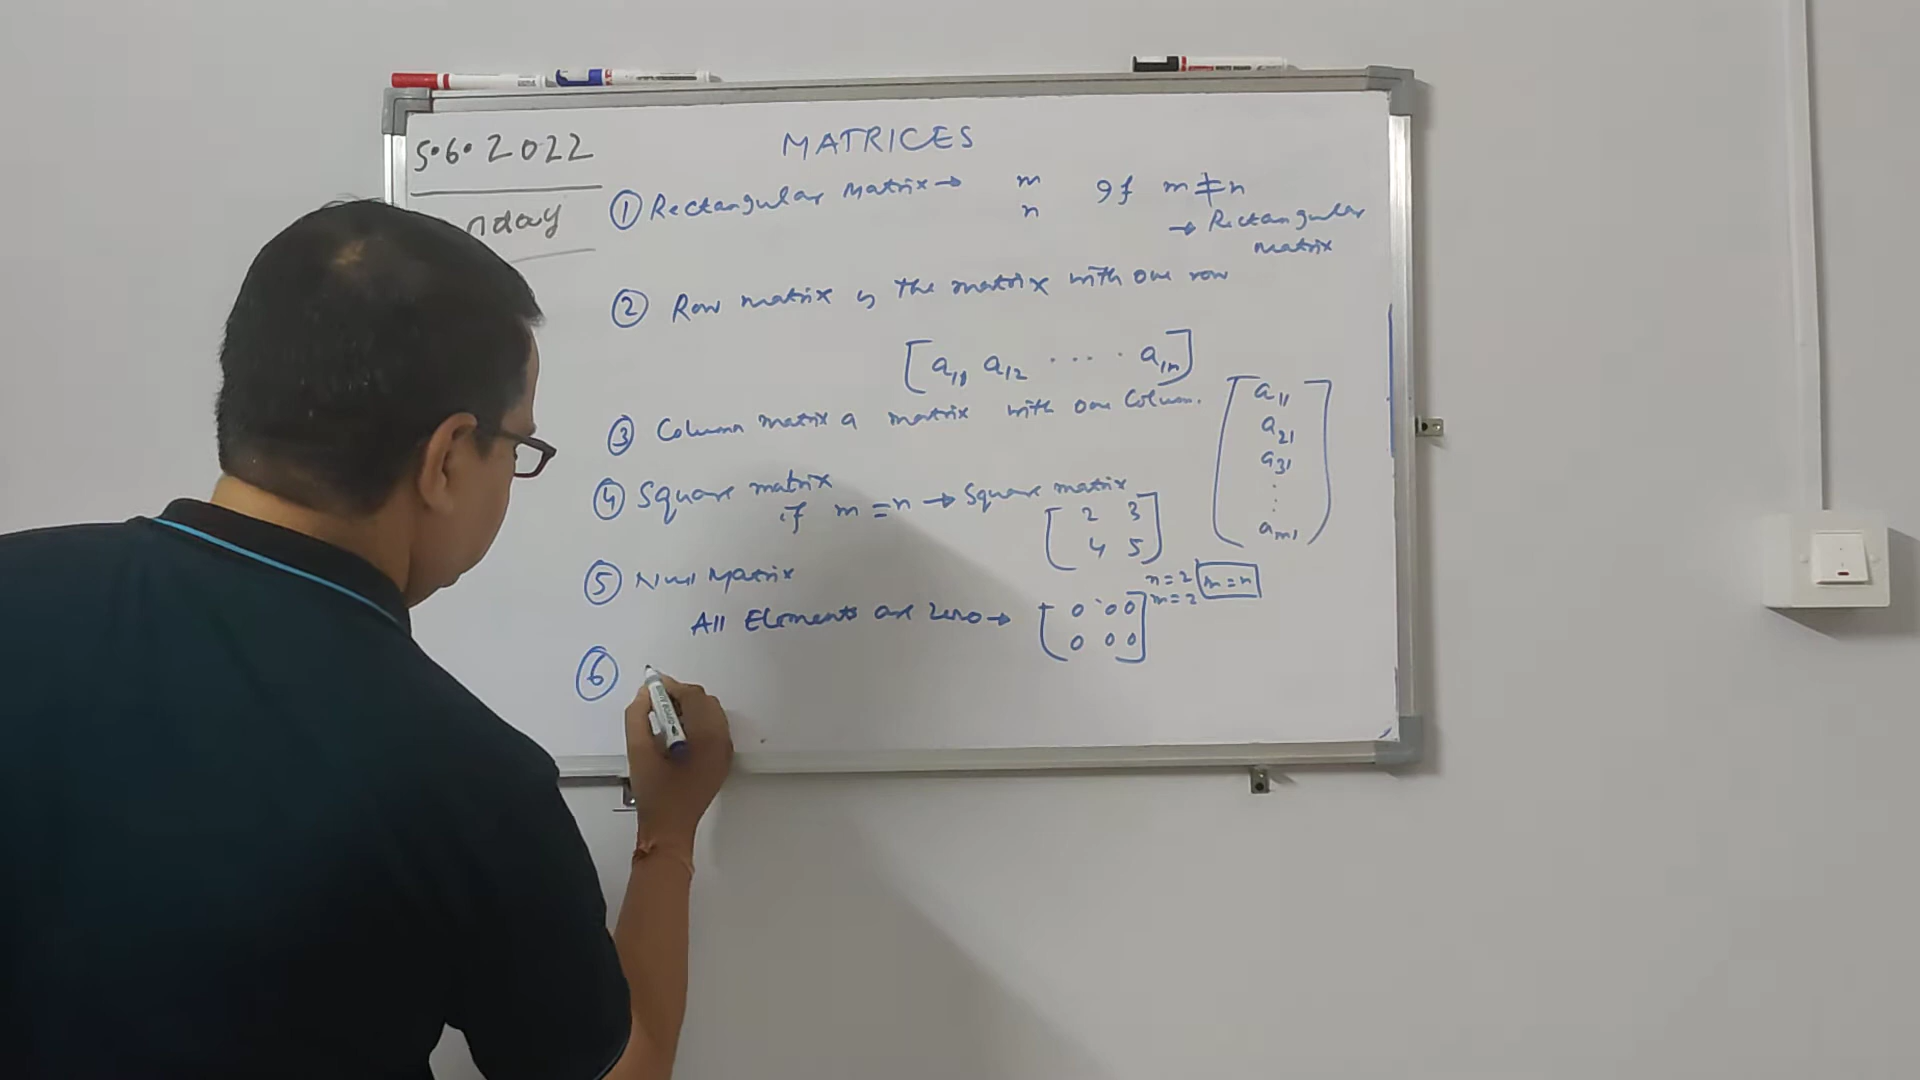 5.6.2022
nday
MATRICES
① Rectangular Matrix → m If m ≠ n
n → Rectangular
matrix
② Row matrix is the matrix with one row
[a11 a12 ..... a1n]
③ Column matrix a matrix with one Column.
[a11
a21
a31
⋮
am1]
④ Square matrix
if m = n → Square matrix
[2 3
4 5]
n = 2 m = n
m = 2
⑤ Null Matrix
All Elements are Zero → [0 0 0
0 0 0]
⑥